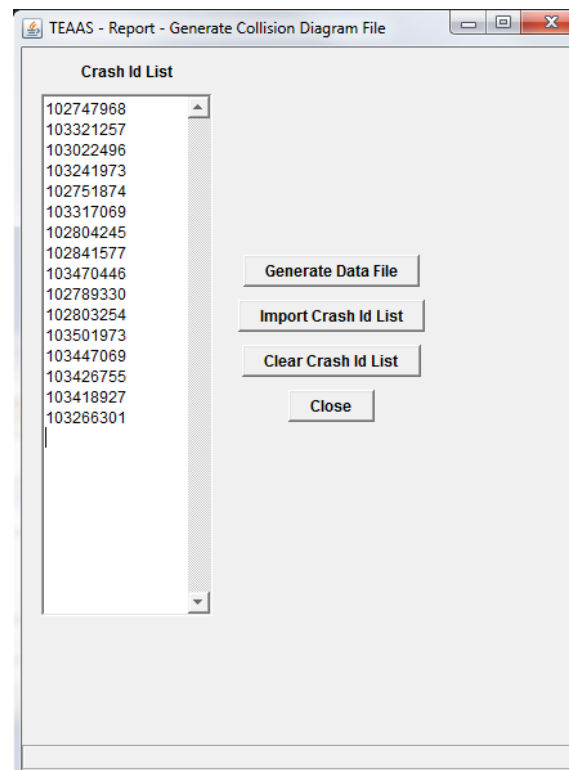 TEAAS - Report - Generate Collision Diagram File
Crash Id List
102747968
103321257
103022496
103241973
102751874
103317069
102804245
102841577
103470446
102789330
102803254
103501973
103447069
103426755
103418927
103266301
Generate Data File
Import Crash Id List
Clear Crash Id List
Close